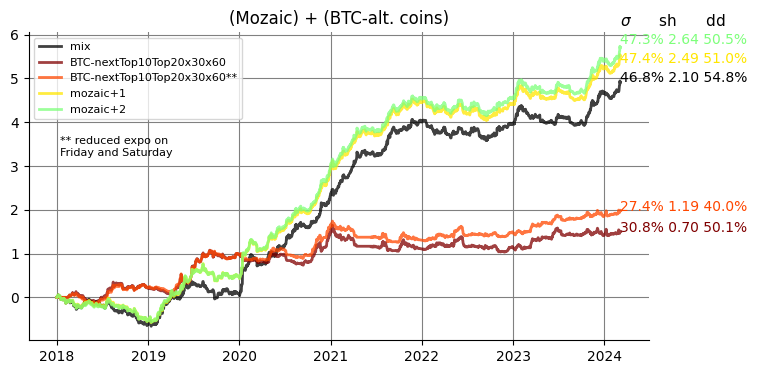 (Mozaic) + (BTC-alt. coins)
σ sh dd
47.3% 2.64 50.5%
47.4% 2.49 51.0%
46.8% 2.10 54.8%
27.4% 1.19 40.0%
30.8% 0.70 50.1%
mix
BTC-nextTop10Top20x30x60
BTC-nextTop10Top20x30x60**
mozaic+1
mozaic+2
** reduced expo on
Friday and Saturday
6
5
4
3
2
1
0
2018 2019 2020 2021 2022 2023 2024